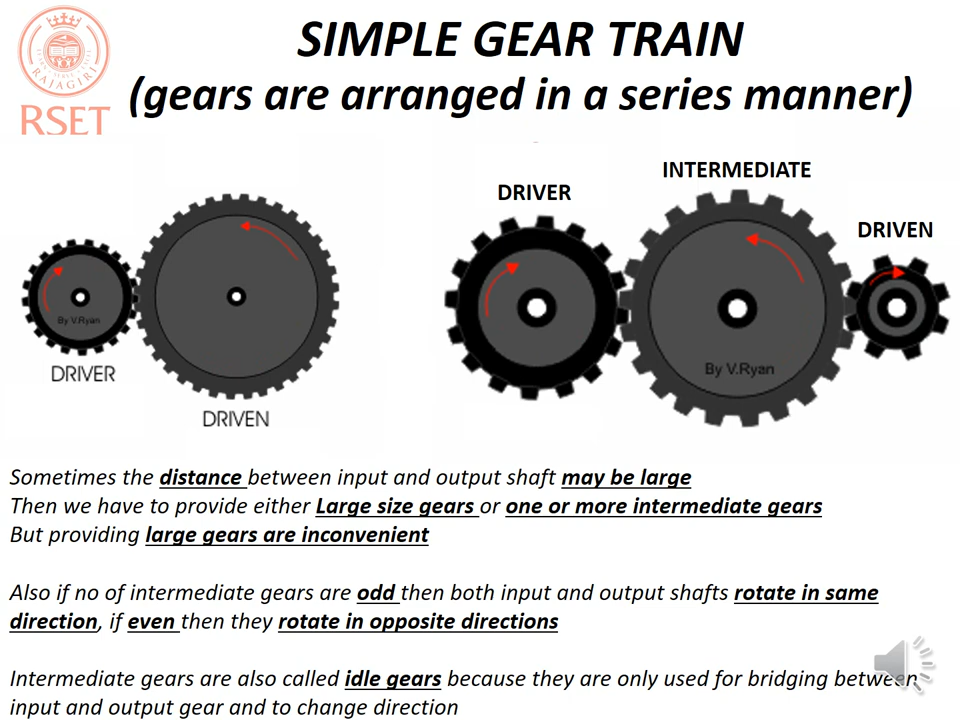 SIMPLE GEAR TRAIN
(gears are arranged in a series manner)
RAJAGIRI
RSET
DRIVER
INTERMEDIATE
DRIVEN
By V.Ryan
DRIVER
DRIVEN
By V.Ryan
Sometimes the distance between input and output shaft may be large
Then we have to provide either Large size gears or one or more intermediate gears
But providing large gears are inconvenient
Also if no of intermediate gears are odd then both input and output shafts rotate in same
direction, if even then they rotate in opposite directions
Intermediate gears are also called idle gears because they are only used for bridging between
input and output gear and to change direction